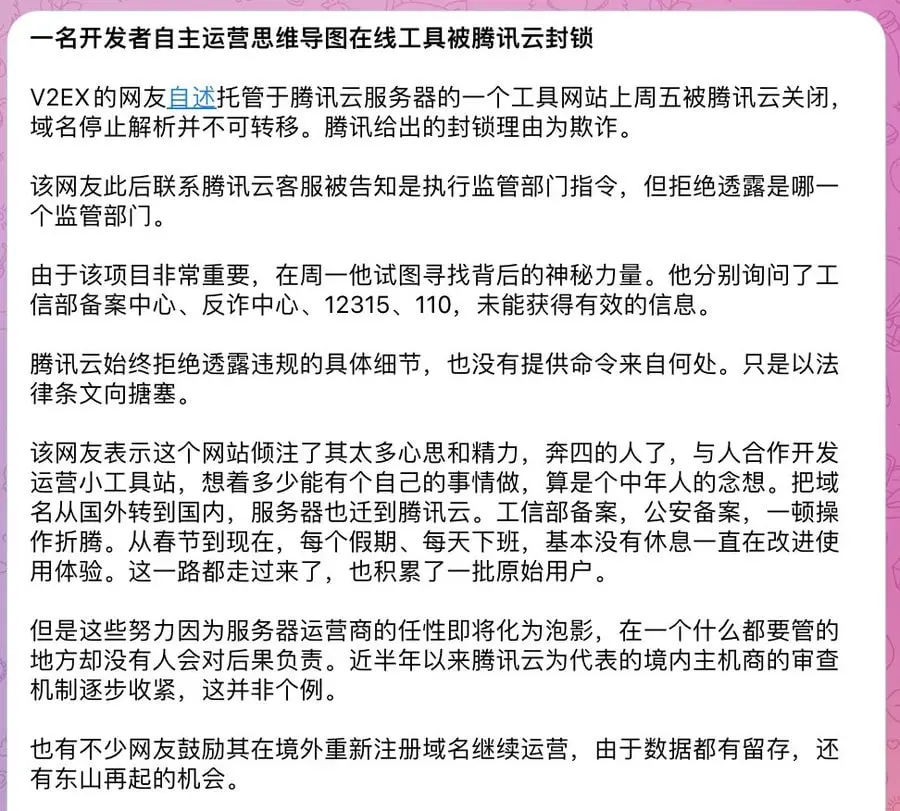 一名开发者自主运营思维导图在线工具被腾讯云封锁
V2EX的网友自述托管于腾讯云服务器的一个工具网站上周五被腾讯云关闭，
域名停止解析并不可转移。腾讯给出的封锁理由为欺诈。
该网友此后联系腾讯云客服被告知是执行监管部门指令，但拒绝透露是哪一
个监管部门。
由于该项目非常重要，在周一他试图寻找背后的神秘力量。他分别询问了工
信部备案中心、反诈中心、12315、110，未能获得有效的信息。
腾讯云始终拒绝透露违规的具体细节，也没有提供命令来自何处。只是以法
律条文向搪塞。
该网友表示这个网站倾注了其太多心思和精力，奔四的人了，与人合作开发
运营小工具站，想着多少能有个自己的事情做，算是个中年人的念想。把域
名从国外转到国内，服务器也迁到腾讯云。工信部备案，公安备案，一顿操
作折腾。从春节到现在，每个假期、每天下班，基本没有休息一直在改进使
用体验。这一路都走过来了，也积累了一批原始用户。
但是这些努力因为服务器运营商的任性即将化为泡影，在一个什么都要管的
地方却没有人会对后果负责。近半年以来腾讯云为代表的境内主机商的审查
机制逐步收紧，这并非个例。
也有不少网友鼓励其在境外重新注册域名继续运营，由于数据都有留存，还
有东山再起的机会。